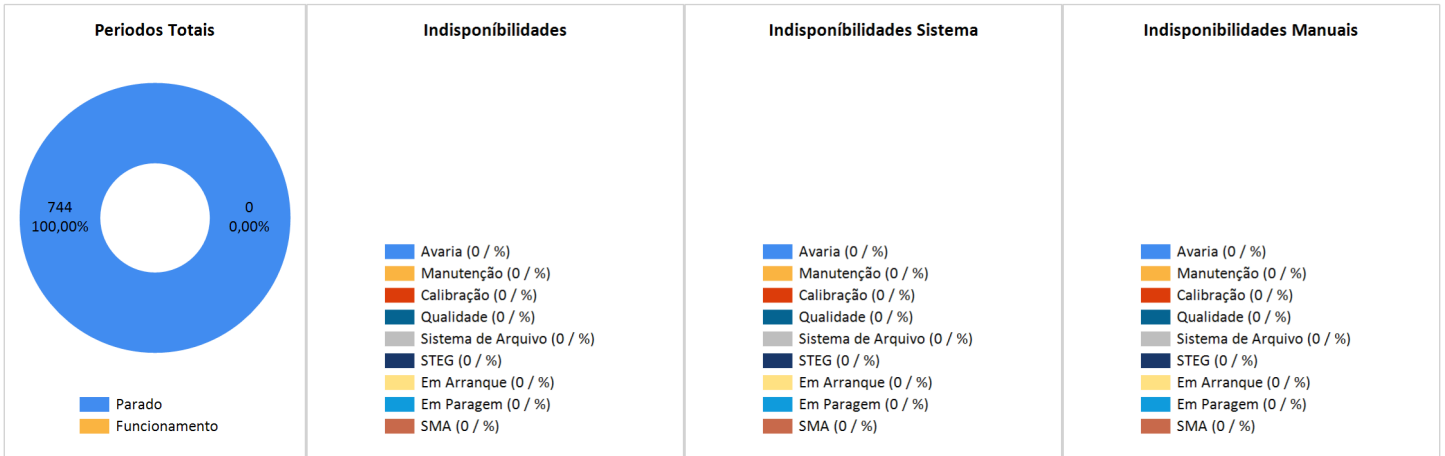 Periodos Totais
744
100,00%
0
0,00%
Parado
Funcionamento
Indisponíbilidades
Avaria (0 / %)
Manutenção (0 / %)
Calibração (0 / %)
Qualidade (0 / %)
Sistema de Arquivo (0 / %)
STEG (0 / %)
Em Arranque (0 / %)
Em Paragem (0 / %)
SMA (0 / %)
Indisponíbilidades Sistema
Avaria (0 / %)
Manutenção (0 / %)
Calibração (0 / %)
Qualidade (0 / %)
Sistema de Arquivo (0 / %)
STEG (0 / %)
Em Arranque (0 / %)
Em Paragem (0 / %)
SMA (0 / %)
Indisponibilidades Manuais
Avaria (0 / %)
Manutenção (0 / %)
Calibração (0 / %)
Qualidade (0 / %)
Sistema de Arquivo (0 / %)
STEG (0 / %)
Em Arranque (0 / %)
Em Paragem (0 / %)
SMA (0 / %)